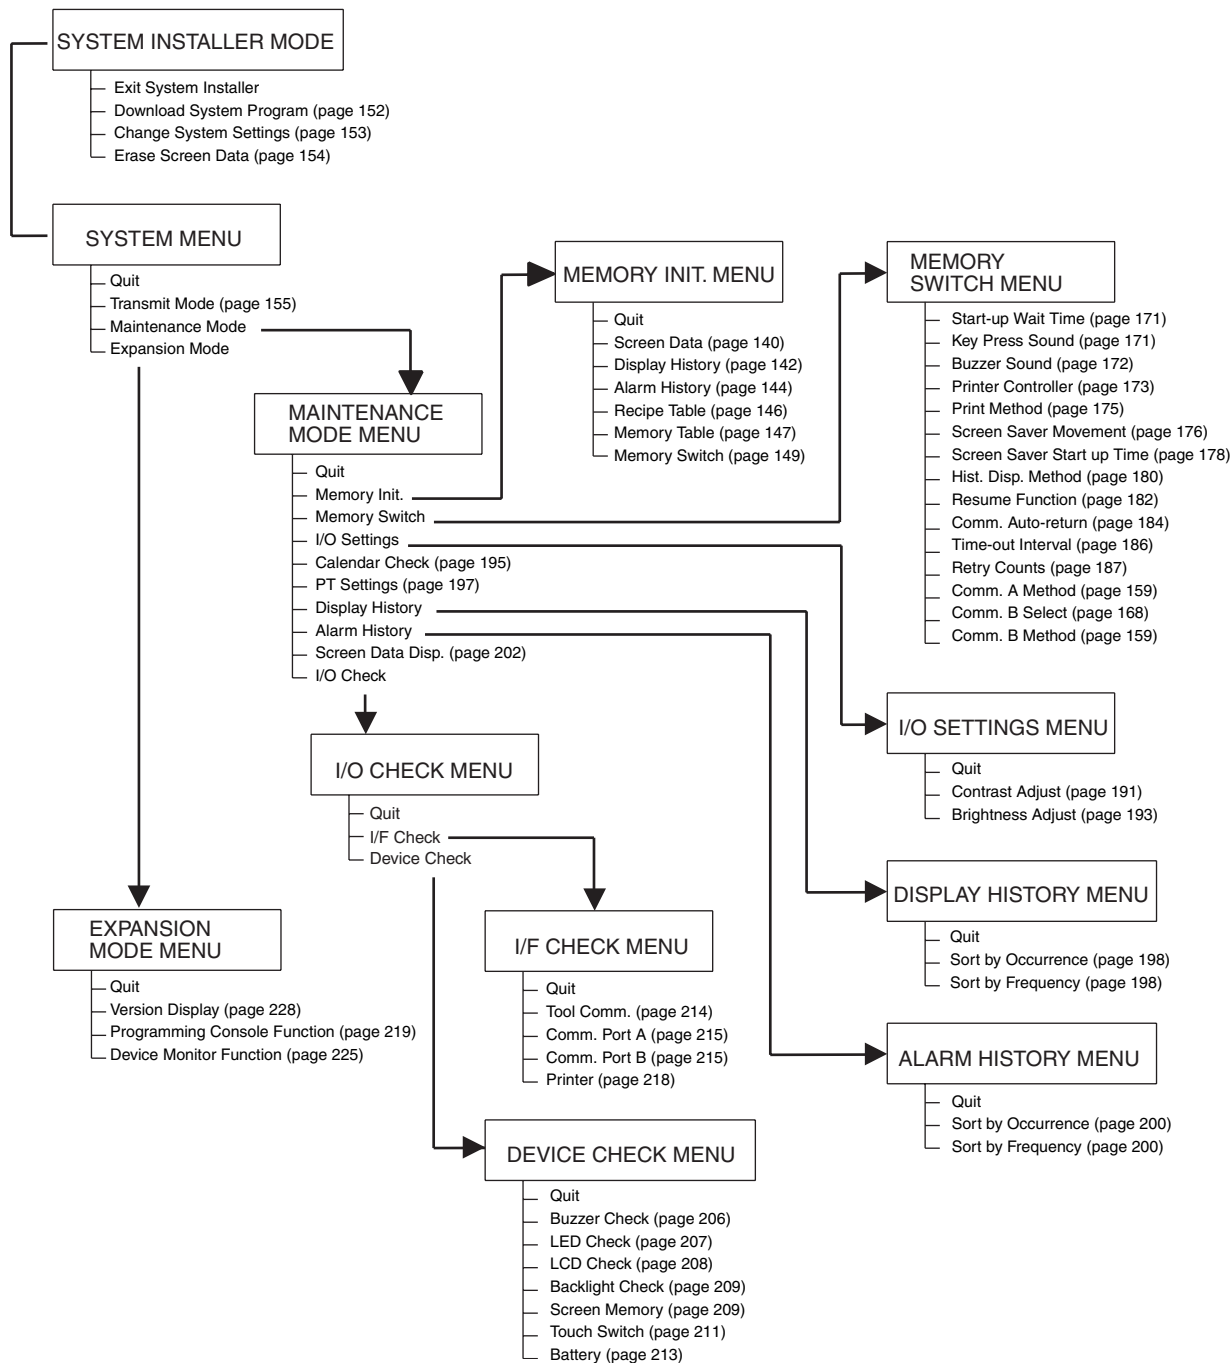 SYSTEM INSTALLER MODE
Exit System Installer
Download System Program (page 152)
Change System Settings (page 153)
Erase Screen Data (page 154)
SYSTEM MENU
Quit
Transmit Mode (page 155)
Maintenance Mode
Expansion Mode
MEMORY INIT. MENU
Quit
Screen Data (page 140)
Display History (page 142)
Alarm History (page 144)
Recipe Table (page 146)
Memory Table (page 147)
Memory Switch (page 149)
MEMORY
SWITCH MENU
Start-up Wait Time (page 171)
Key Press Sound (page 171)
Buzzer Sound (page 172)
Printer Controller (page 173)
Print Method (page 175)
Screen Saver Movement (page 176)
Screen Saver Start up Time (page 178)
Hist. Disp. Method (page 180)
Resume Function (page 182)
Comm. Auto-return (page 184)
Time-out Interval (page 186)
Retry Counts (page 187)
Comm. A Method (page 159)
Comm. B Select (page 168)
Comm. B Method (page 159)
MAINTENANCE
MODE MENU
Quit
Memory Init.
Memory Switch
I/O Settings
Calendar Check (page 195)
PT Settings (page 197)
Display History
Alarm History
Screen Data Disp. (page 202)
I/O Check
I/O SETTINGS MENU
Quit
Contrast Adjust (page 191)
Brightness Adjust (page 193)
I/O CHECK MENU
Quit
I/F Check
Device Check
DISPLAY HISTORY MENU
Quit
Sort by Occurrence (page 198)
Sort by Frequency (page 198)
EXPANSION
MODE MENU
Quit
Version Display (page 228)
Programming Console Function (page 219)
Device Monitor Function (page 225)
I/F CHECK MENU
Quit
Tool Comm. (page 214)
Comm. Port A (page 215)
Comm. Port B (page 215)
Printer (page 218)
ALARM HISTORY MENU
Quit
Sort by Occurrence (page 200)
Sort by Frequency (page 200)
DEVICE CHECK MENU
Quit
Buzzer Check (page 206)
LED Check (page 207)
LCD Check (page 208)
Backlight Check (page 209)
Screen Memory (page 209)
Touch Switch (page 211)
Battery (page 213)